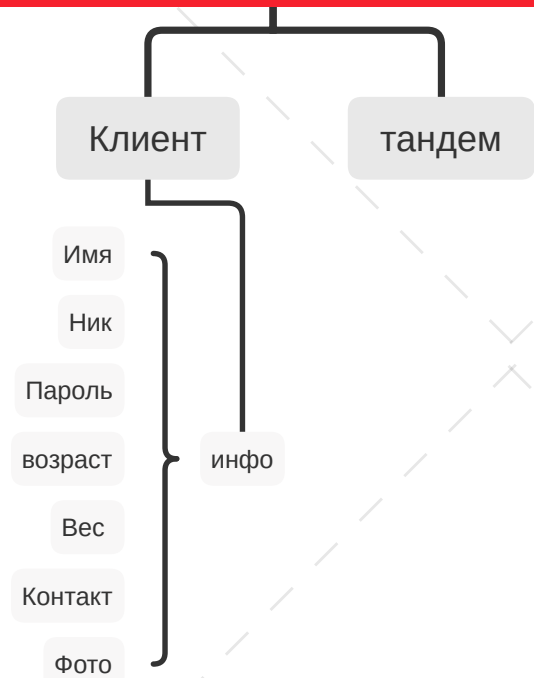 Клиент
тандем
Имя
Ник
Пароль
возраст
инфо
Вес
Контакт
Фото